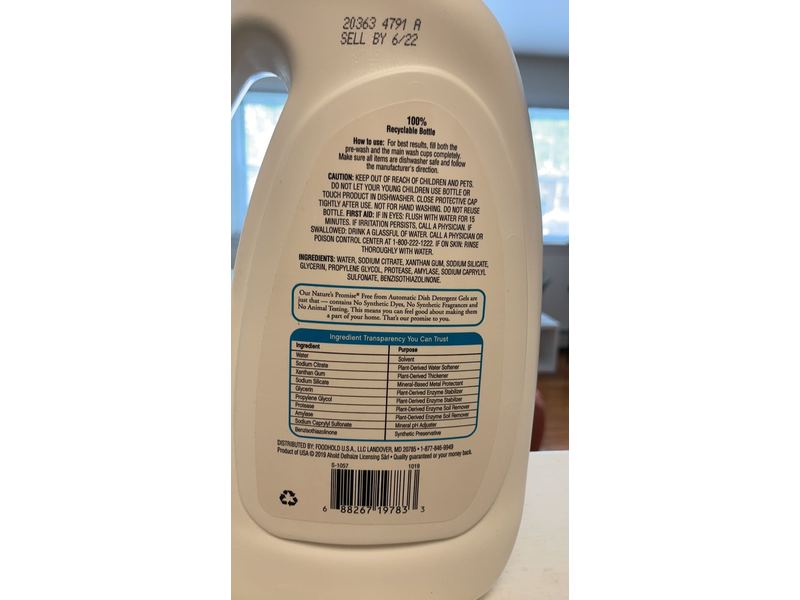 20363 4791 A
SELL BY 6/22
100%
Recyclable Bottle
How to use: For best results, fill both the
pre-wash and the main wash cups completely.
Make sure all items are dishwasher safe and follow
the manufacturer's direction.
CAUTION: KEEP OUT OF REACH OF CHILDREN AND PETS.
DO NOT LET YOUR YOUNG CHILDREN USE BOTTLE OR
TOUCH PRODUCT IN DISHWASHER. CLOSE PROTECTIVE CAP
TIGHTLY AFTER USE. NOT FOR HAND WASHING. DO NOT REUSE
BOTTLE. FIRST AID: IF IN EYES: FLUSH WITH WATER FOR 15
MINUTES. IF IRRITATION PERSISTS, CALL A PHYSICIAN. IF
SWALLOWED: DRINK A GLASSFUL OF WATER. CALL A PHYSICIAN OR
POISON CONTROL CENTER AT 1-800-222-1222. IF ON SKIN: RINSE
THOROUGHLY WITH WATER.
INGREDIENTS: WATER, SODIUM CITRATE, XANTHAN GUM, SODIUM SILICATE,
GLYCERIN, PROPYLENE GLYCOL, PROTEASE, AMYLASE, SODIUM CAPRYLYL
SULFONATE, BENZISOTHIAZOLINONE.
Our Nature's Promise® Free from Automatic Dish Detergent Gels are
just that — contains No Synthetic Dyes, No Synthetic Fragrances and
No Animal Testing. This means you can feel good about making them
a part of your home. That's our promise to you.
Ingredient Transparency You Can Trust
Ingredient Purpose
Water Solvent
Sodium Citrate Plant-Derived Water Softener
Xanthan Gum Plant-Derived Thickener
Sodium Silicate Mineral-Based Metal Protectant
Glycerin Plant-Derived Enzyme Stabilizer
Propylene Glycol Plant-Derived Enzyme Stabilizer
Protease Plant-Derived Enzyme Soil Remover
Amylase Plant-Derived Enzyme Soil Remover
Sodium Caprylyl Sulfonate Mineral pH Adjuster
Benzisothiazolinone Synthetic Preservative
DISTRIBUTED BY: FOODHOLD U.S.A., LLC LANDOVER, MD 20785 • 1-877-846-9949
Product of USA © 2019 Ahold Delhaize Licensing Sàrl • Quality guaranteed or your money back.
S-1057 1019
6 88267 19783 3